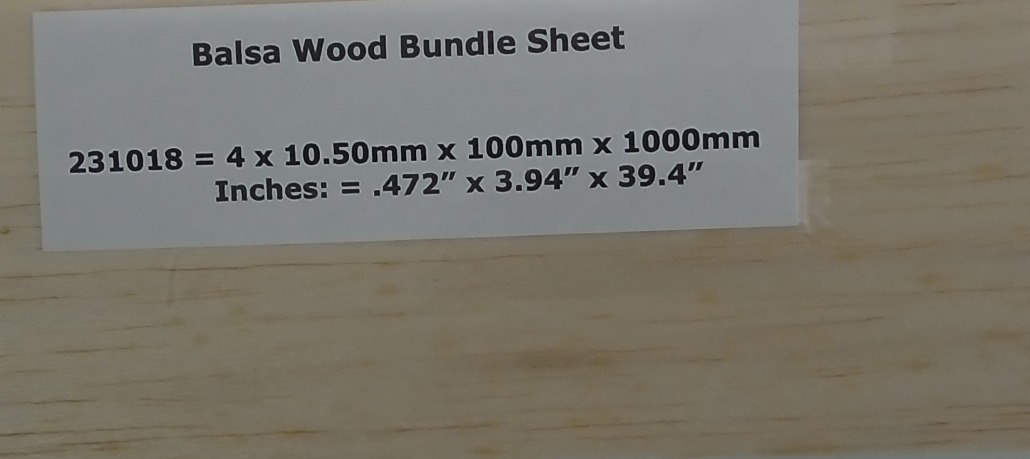 Balsa Wood Bundle Sheet
231018 = 4 x 10.50mm x 100mm x 1000mm
Inches: = .472″ x 3.94″ x 39.4″